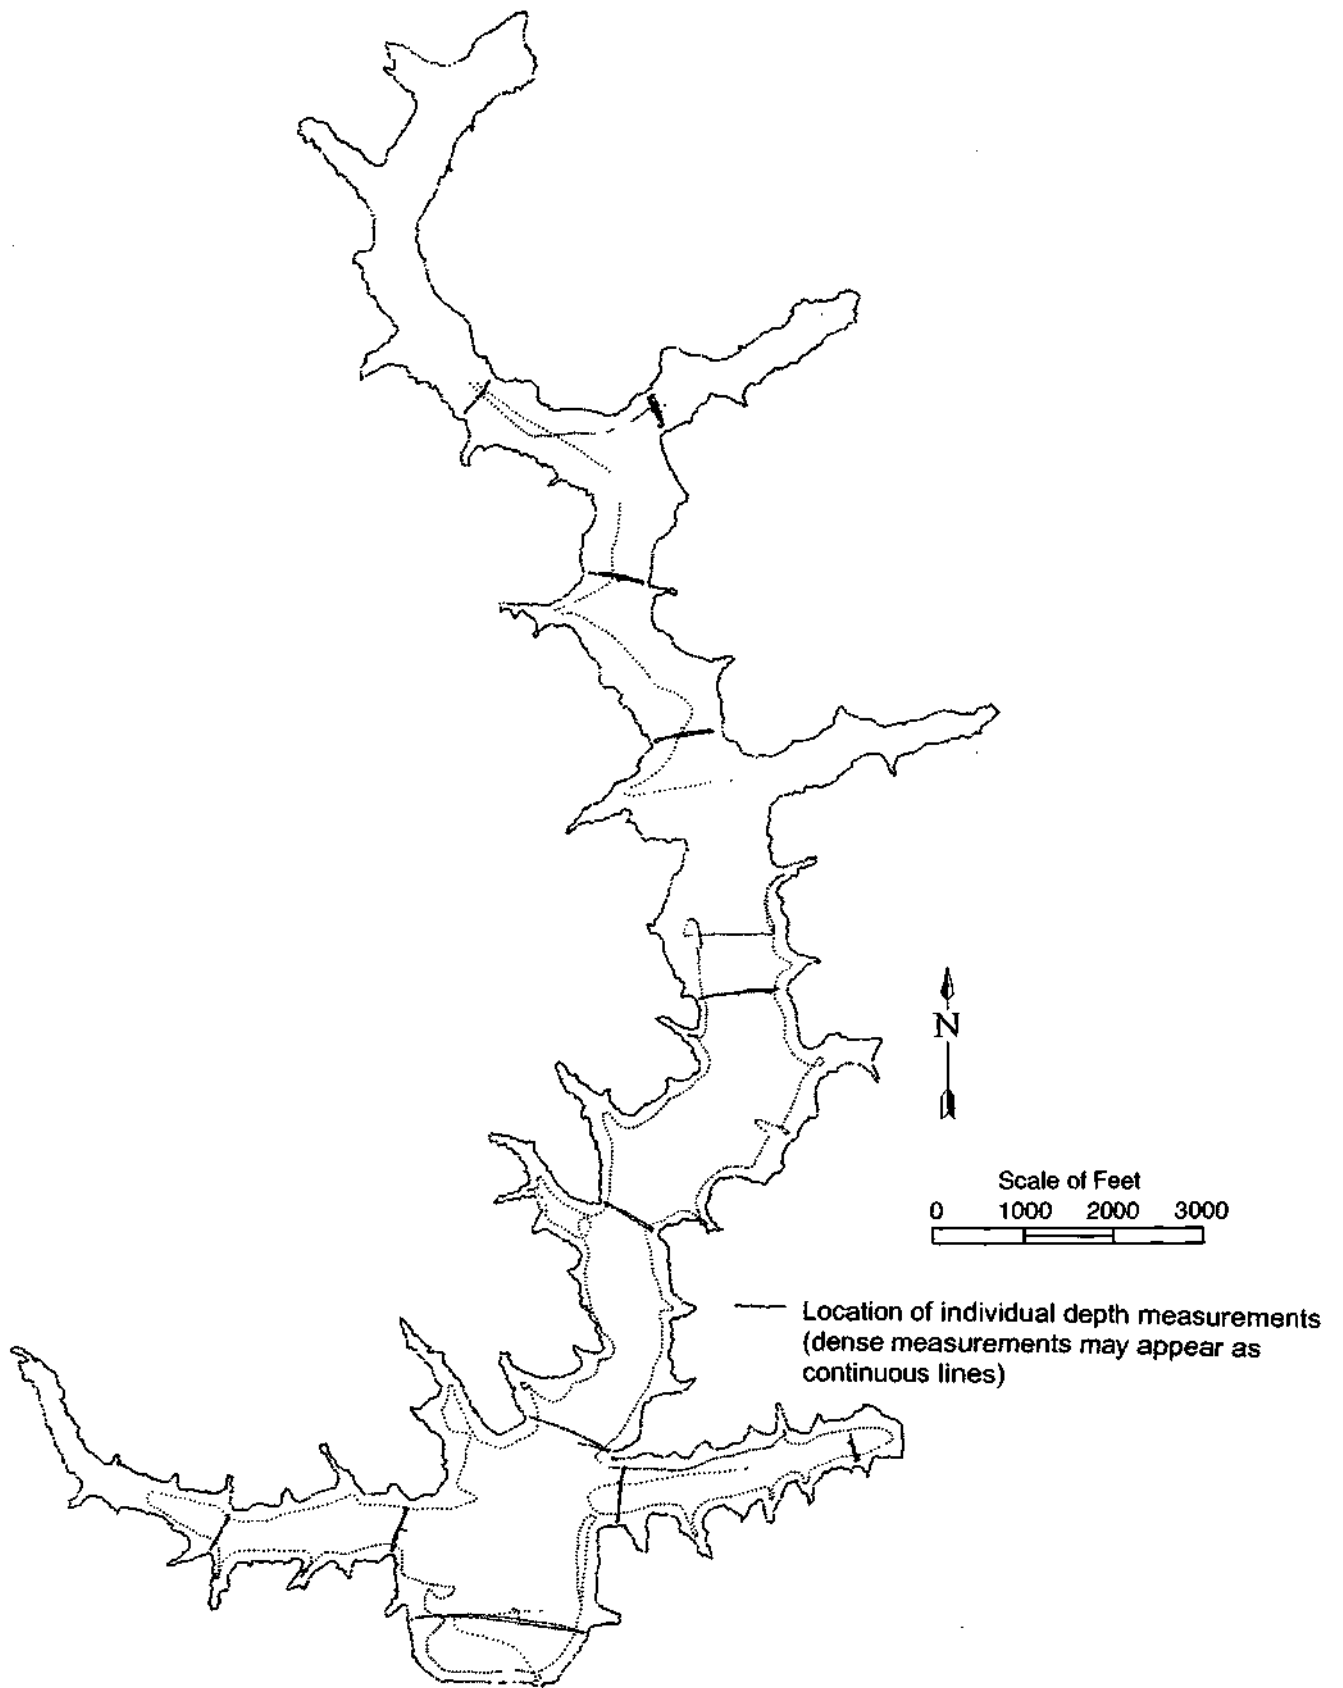 N
Scale of Feet
0 1000 2000 3000
Location of individual depth measurements
(dense measurements may appear as
continuous lines)